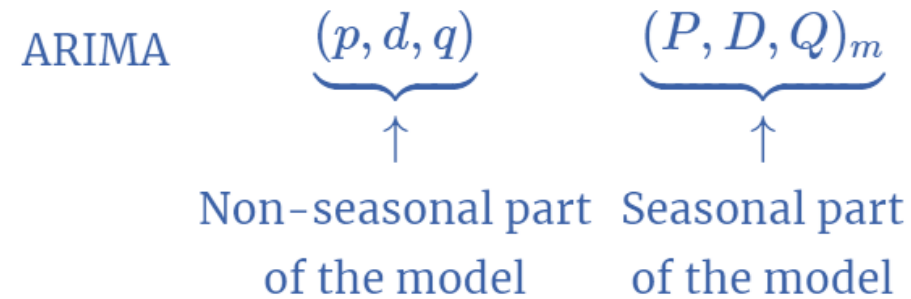 ARIMA (p, d, q) (P, D, Q)m
↑ ↑
Non-seasonal part Seasonal part
of the model of the model